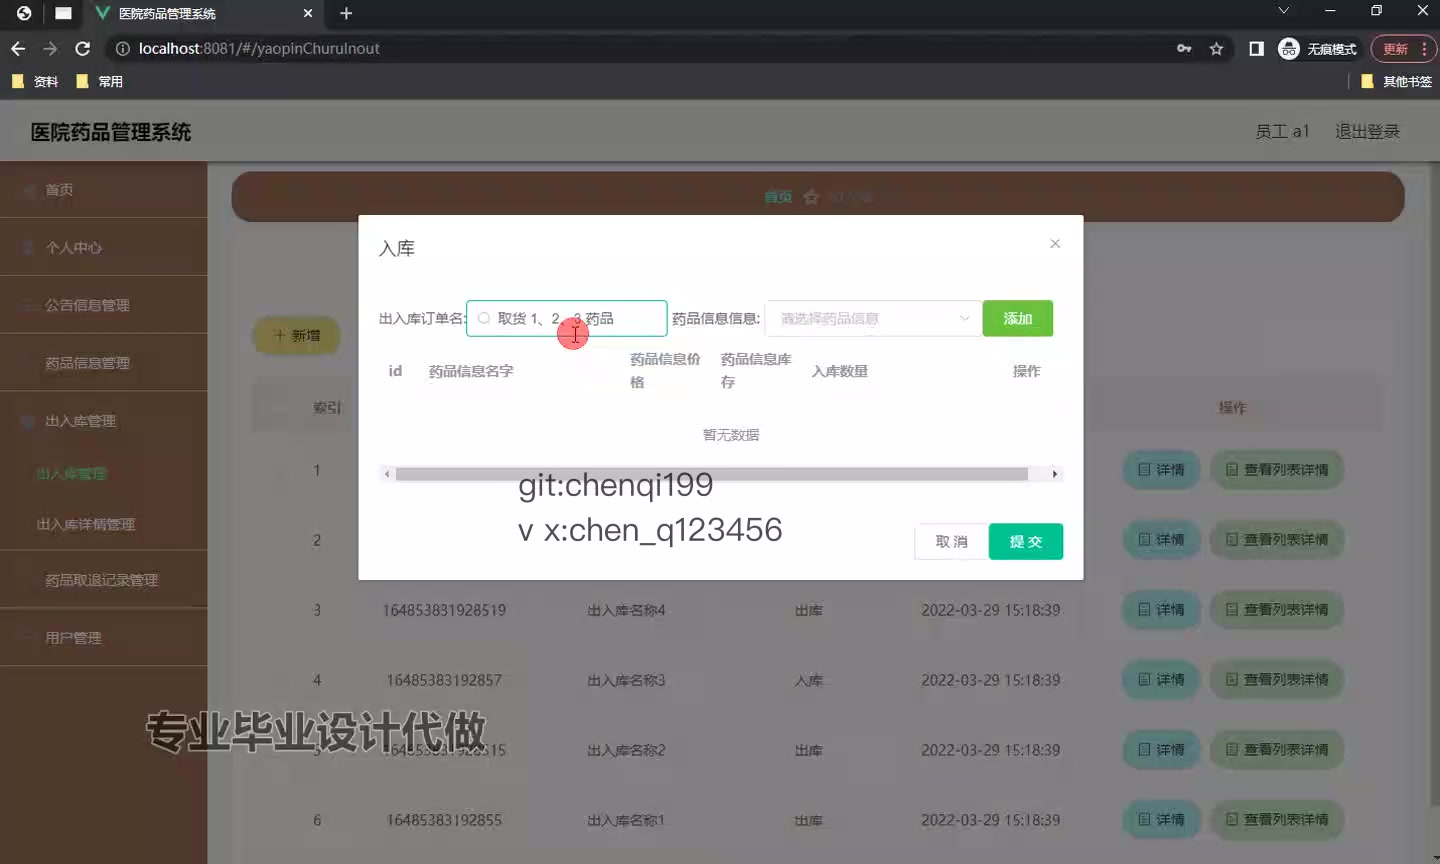 医院药品管理系统
localhost:8081/#/yaopinChuruInout
无痕模式
更新
资料
常用
其他书签
医院药品管理系统
员工 a1
退出登录
首页
个人中心
公告信息管理
药品信息管理
出入库管理
出入库管理
出入库详情管理
药品取退记录管理
用户管理
首页
新增
索引
操作
入库
出入库订单名:
取货 1、2、3 药品
药品信息信息:
请选择药品信息
添加
id 药品信息名字 药品信息价格 药品信息库存 入库数量 操作
暂无数据
git:chenqi199
v x:chen_q123456
取 消
提 交
1 详情 查看列表详情
2 详情 查看列表详情
3 164853831928519 出入库名称4 出库 2022-03-29 15:18:39 详情 查看列表详情
4 16485383192857 出入库名称3 入库 2022-03-29 15:18:39 详情 查看列表详情
专业毕业设计代做
出入库名称2 出库 2022-03-29 15:18:39 详情 查看列表详情
6 16485383192855 出入库名称1 出库 2022-03-29 15:18:39 详情 查看列表详情